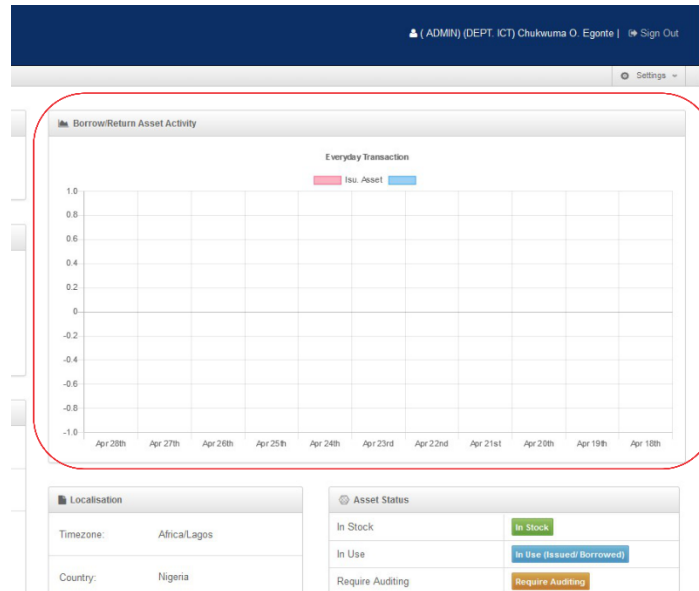 ( ADMIN) (DEPT. ICT) Chukwuma O. Egonte | Sign Out
Settings
Borrow/Return Asset Activity
Everyday Transaction
Isu. Asset
1.0
0.8
0.6
0.4
0.2
0
-0.2
-0.4
-0.6
-0.8
-1.0
Apr 28th Apr 27th Apr 26th Apr 25th Apr 24th Apr 23rd Apr 22nd Apr 21st Apr 20th Apr 19th Apr 18th
Localisation
Timezone: Africa/Lagos
Country: Nigeria
Asset Status
In Stock In Stock
In Use In Use (Issued/Borrowed)
Require Auditing Require Auditing